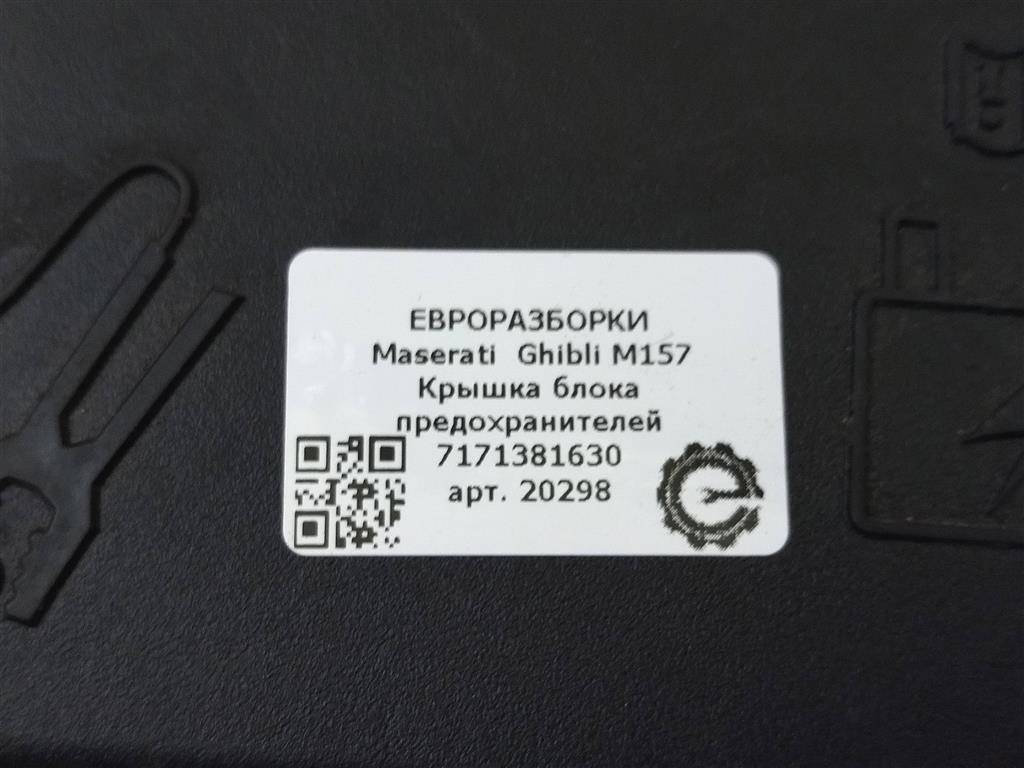 ЕВРОРАЗБОРКИ
Maserati Ghibli M157
Крышка блока
предохранителей
7171381630
арт. 20298